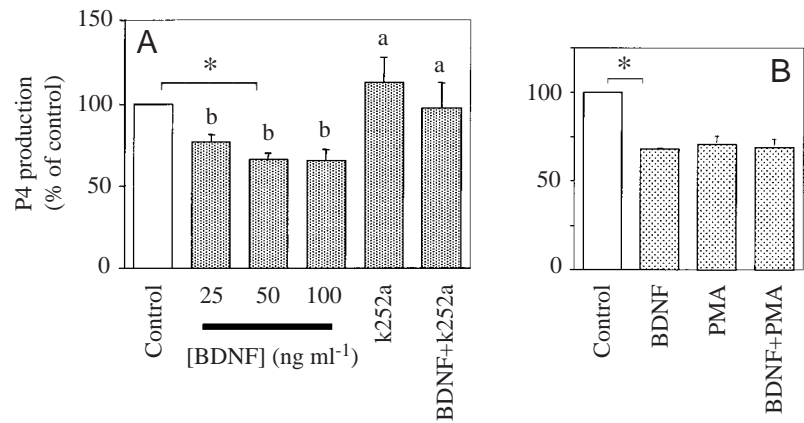 P4 production
(% of control)
A
150
100
50
0
*
b
b
b
a
a
Control
25
50
100
[BDNF] (ng ml⁻¹)
k252a
BDNF+k252a
B
100
75
50
0
*
Control
BDNF
PMA
BDNF+PMA